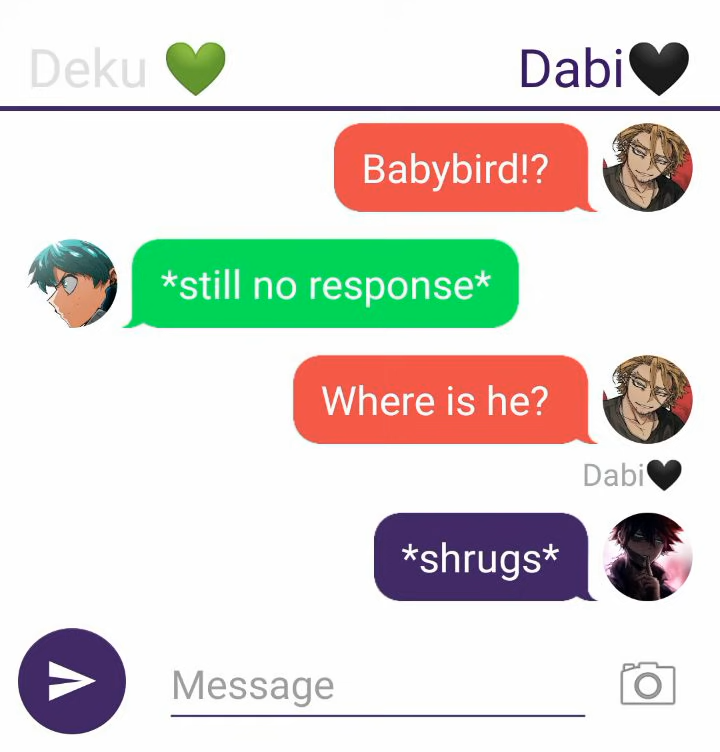 Deku 💚
Dabi🖤
Babybird!?
*still no response*
Where is he?
Dabi🖤
*shrugs*
Message